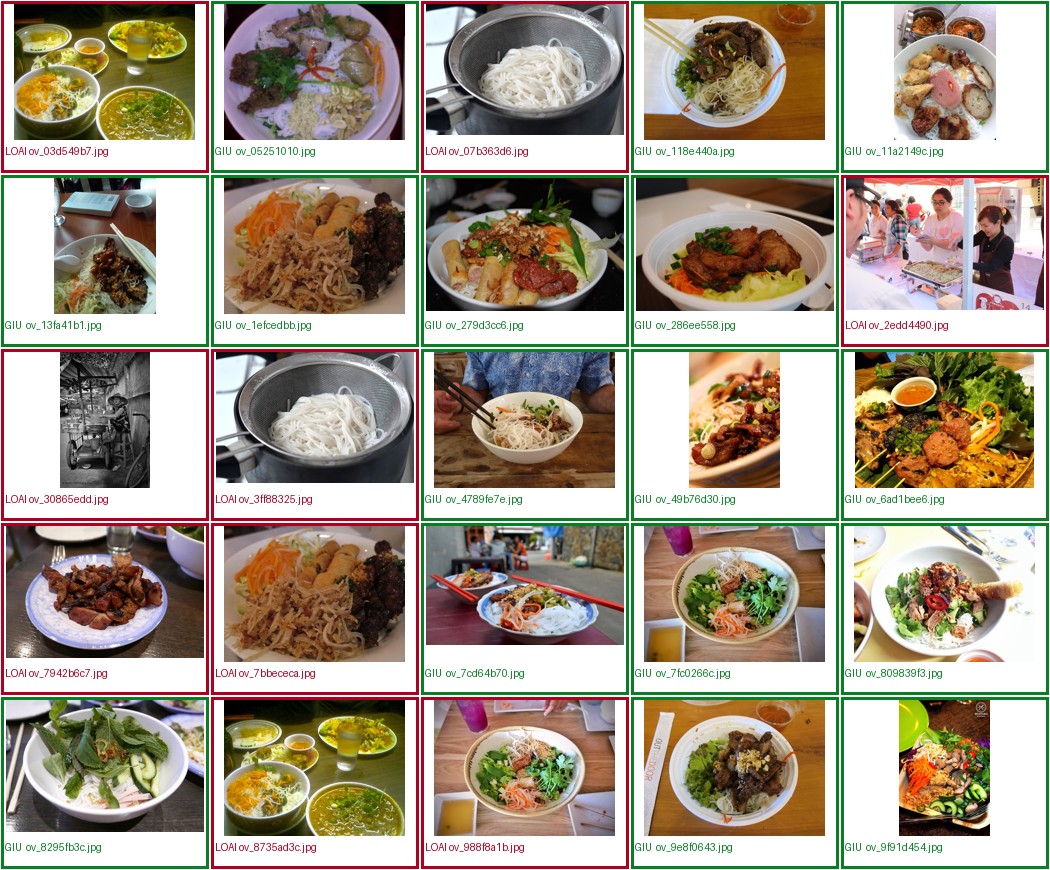 LOAI ov_03d549b7.jpg
GIU ov_05251010.jpg
LOAI ov_07b363d6.jpg
GIU ov_118e440a.jpg
GIU ov_11a2149c.jpg
GIU ov_13fa41b1.jpg
GIU ov_1efcedbb.jpg
GIU ov_279d3cc6.jpg
GIU ov_286ee558.jpg
LOAI ov_2edd4490.jpg
LOAI ov_30865edd.jpg
LOAI ov_3ff88325.jpg
GIU ov_4789fe7e.jpg
GIU ov_49b76d30.jpg
GIU ov_6ad1bee6.jpg
LOAI ov_7942b6c7.jpg
LOAI ov_7bbececa.jpg
GIU ov_7cd64b70.jpg
GIU ov_7fc0266c.jpg
GIU ov_809839f3.jpg
GIU ov_8295fb3c.jpg
LOAI ov_8735ad3c.jpg
LOAI ov_988f8a1b.jpg
GIU ov_9e8f0643.jpg
GIU ov_9f91d454.jpg